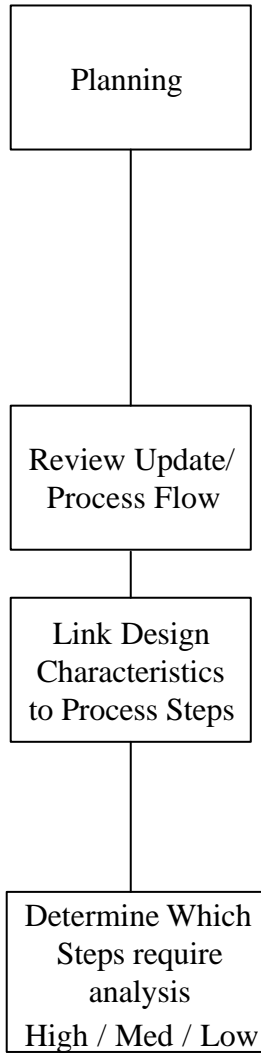 Planning
Review Update/
Process Flow
Link Design
Characteristics
to Process Steps
Determine Which
Steps require
analysis
High / Med / Low